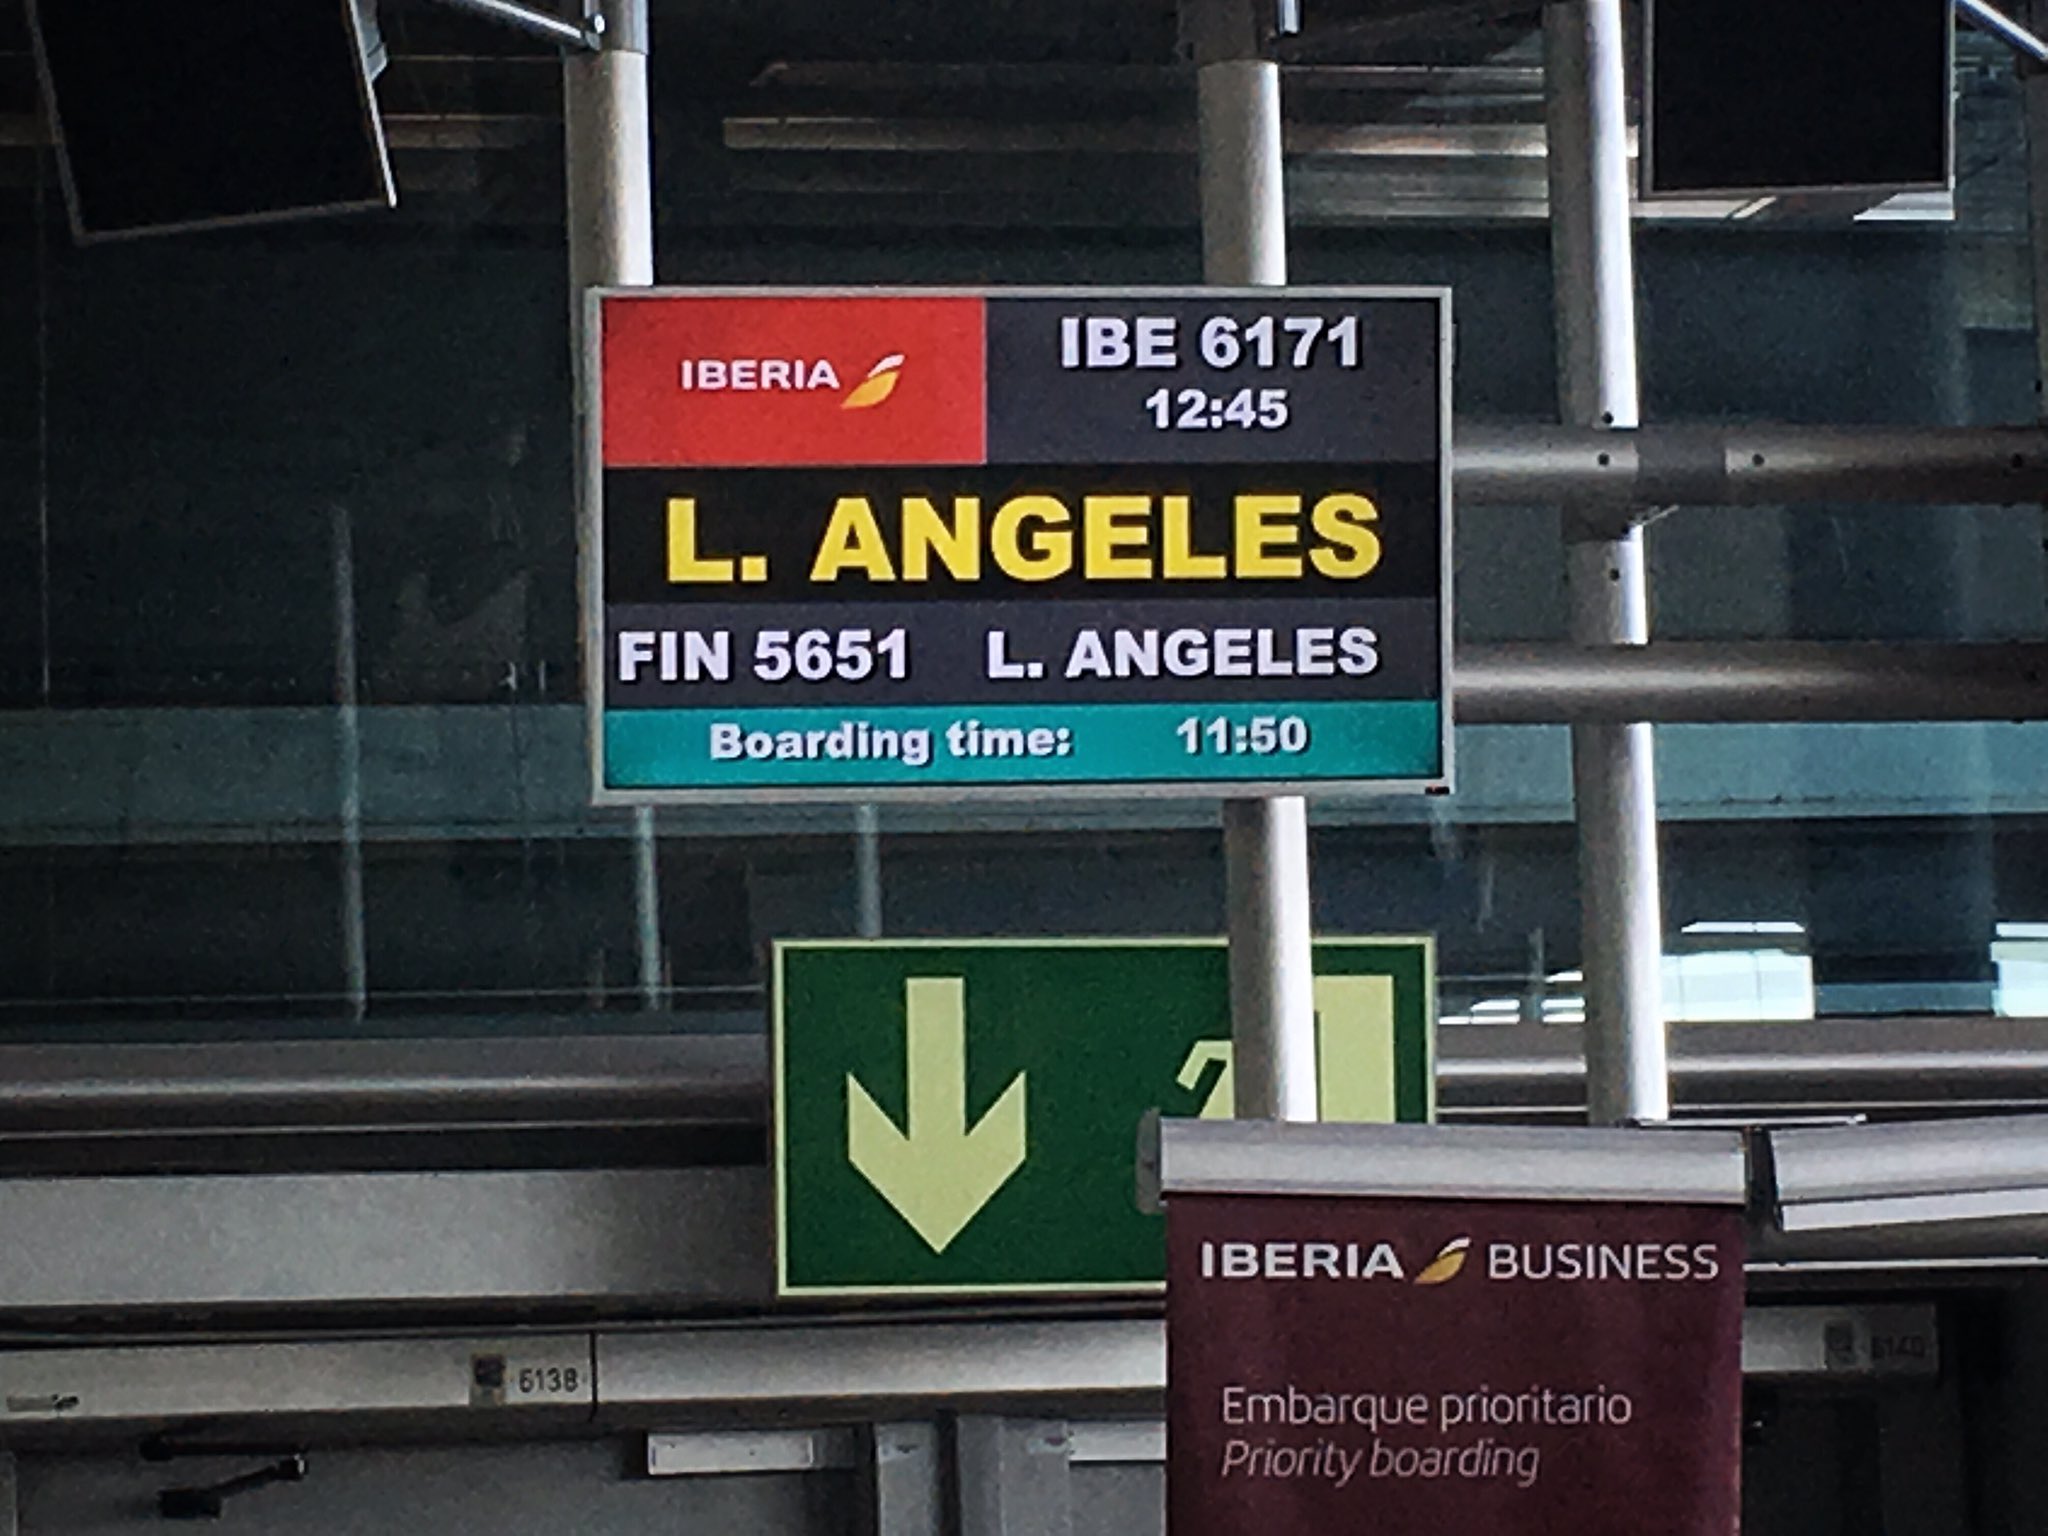 IBERIA
IBE 6171
12:45
L. ANGELES
FIN 5651 L. ANGELES
Boarding time: 11:50
IBERIA BUSINESS
Embarque prioritario
Priority boarding